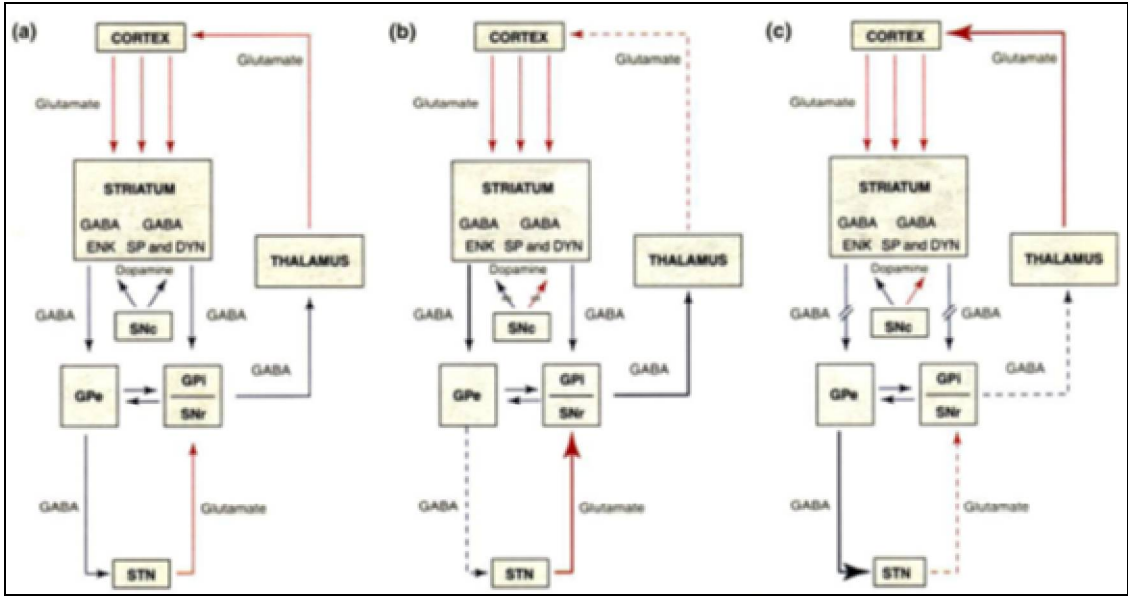 (a)
CORTEX
Glutamate
Glutamate
STRIATUM
GABA GABA
ENK SP and DYN
THALAMUS
Dopamine
GABA
SNc
GABA
GPe
GPi
SNr
GABA
GABA
Glutamate
STN
(b)
CORTEX
Glutamate
Glutamate
STRIATUM
GABA GABA
ENK SP and DYN
THALAMUS
Dopamine
GABA
SNc
GABA
GPe
GPi
SNr
GABA
GABA
Glutamate
STN
(c)
CORTEX
Glutamate
Glutamate
STRIATUM
GABA GABA
ENK SP and DYN
THALAMUS
Dopamine
GABA
SNc
GABA
GPe
GPi
SNr
GABA
GABA
Glutamate
STN